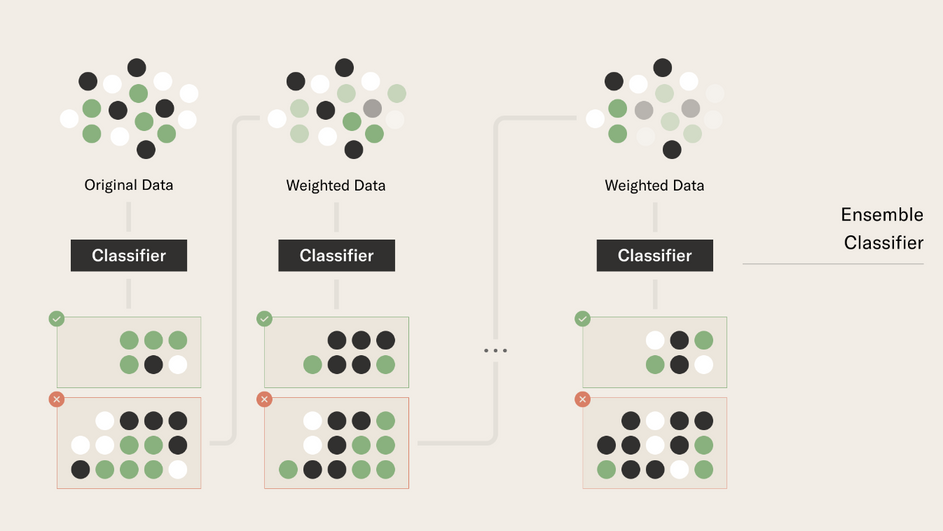 Original Data
Weighted Data
Weighted Data
Ensemble
Classifier
Classifier
Classifier
Classifier
...